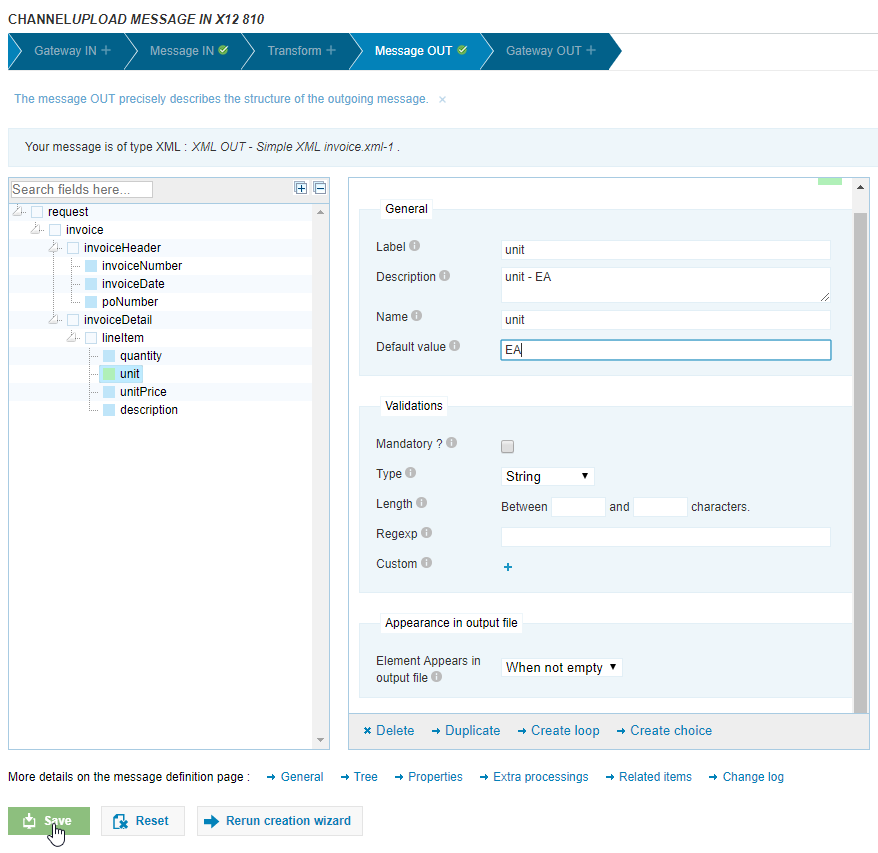 CHANNELUPLOAD MESSAGE IN X12 810
Gateway IN + Message IN Transform + Message OUT Gateway OUT +
The message OUT precisely describes the structure of the outgoing message. ×
Your message is of type XML : XML OUT - Simple XML invoice.xml-1 .
Search fields here...
request
invoice
invoiceHeader
invoiceNumber
invoiceDate
poNumber
invoiceDetail
lineItem
quantity
unit
unitPrice
description
General
Label unit
Description unit - EA
Name unit
Default value EA
Validations
Mandatory ?
Type String
Length Between and characters.
Regexp
Custom +
Appearance in output file
Element Appears in
output file When not empty
Delete Duplicate Create loop Create choice
More details on the message definition page : General Tree Properties Extra processings Related items Change log
Save Reset Rerun creation wizard